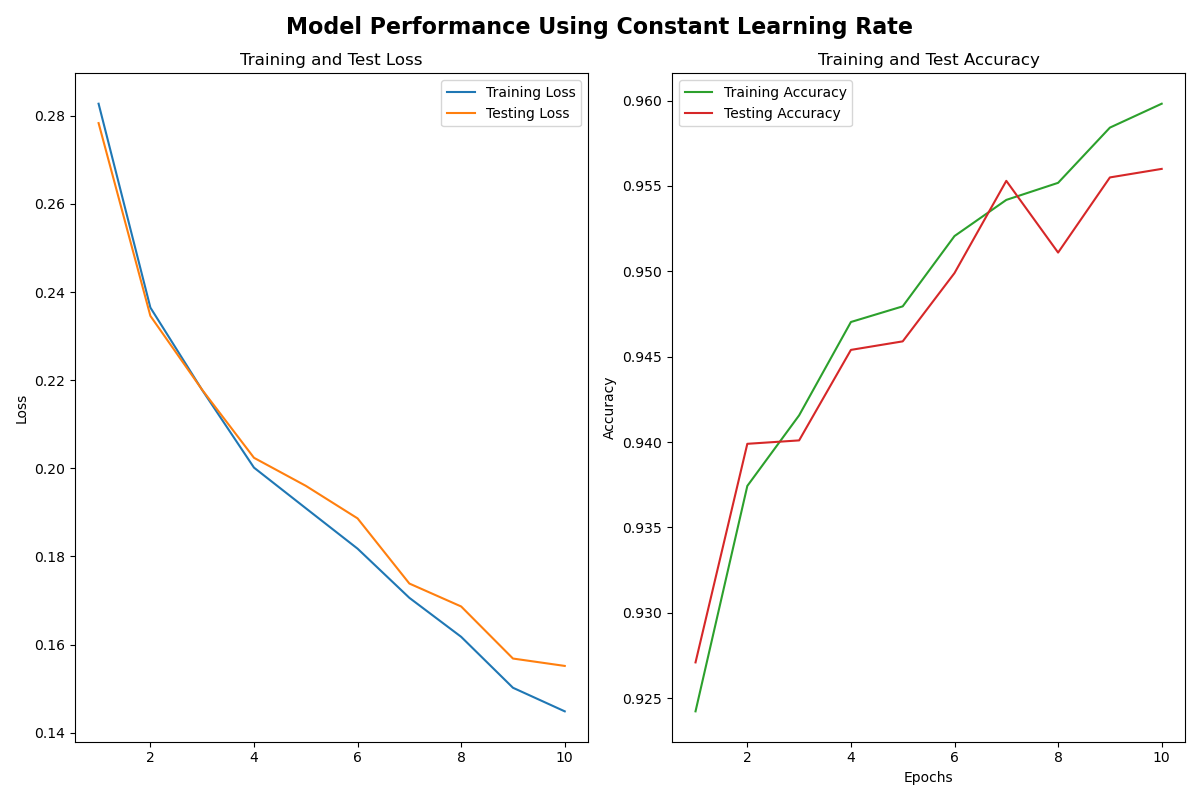 Model Performance Using Constant Learning Rate
Training and Test Loss
Training Loss
Testing Loss
0.28
0.26
0.24
0.22
0.20
0.18
0.16
0.14
Loss
2 4 6 8 10
Training and Test Accuracy
Training Accuracy
Testing Accuracy
0.960
0.955
0.950
0.945
0.940
0.935
0.930
0.925
Accuracy
2 4 6 8 10
Epochs